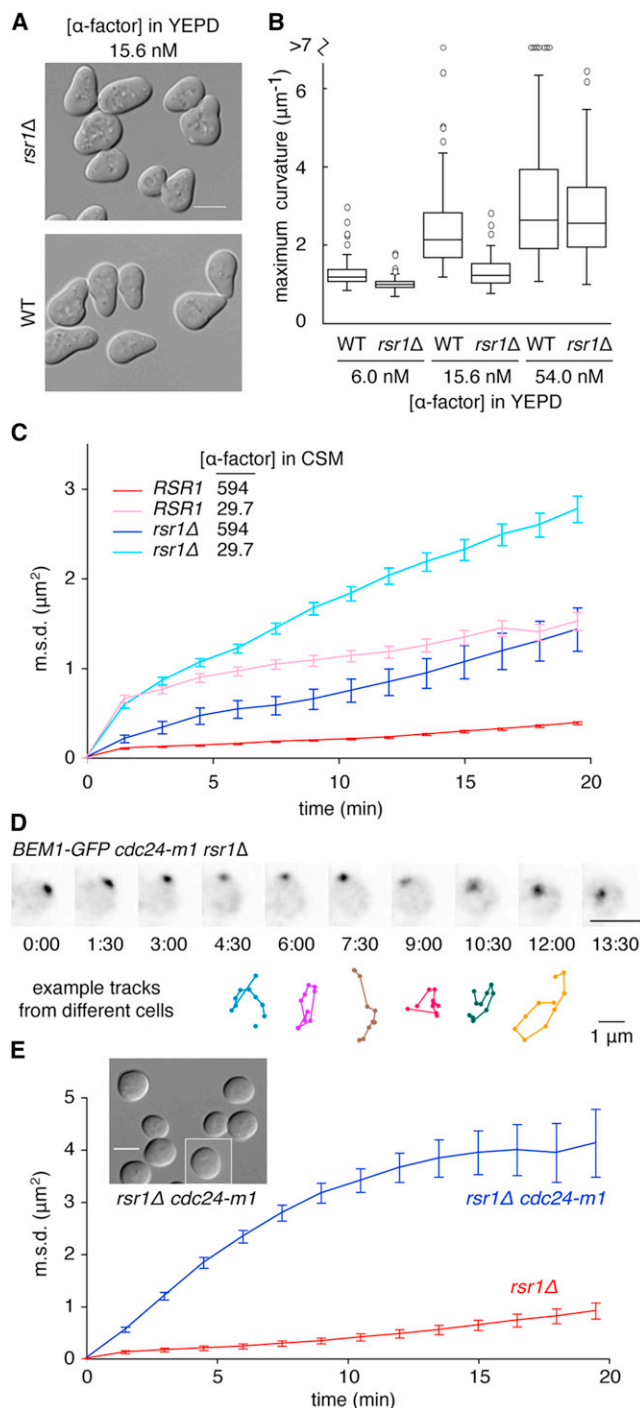 A
[α-factor] in YEPD
15.6 nM
rsr1Δ
WT
B
>7
6
4
2
0
maximum curvature (µm-1)
WT rsr1Δ WT rsr1Δ WT rsr1Δ
6.0 nM 15.6 nM 54.0 nM
[α-factor] in YEPD
C
[α-factor] in CSM
RSR1 594
RSR1 29.7
rsr1Δ 594
rsr1Δ 29.7
3
2
1
0
m.s.d. (µm2)
0 5 10 15 20
time (min)
D
BEM1-GFP cdc24-m1 rsr1Δ
0:00 1:30 3:00 4:30 6:00 7:30 9:00 10:30 12:00 13:30
example tracks
from different cells
1 µm
E
5
4
3
2
1
0
m.s.d. (µm2)
rsr1Δ cdc24-m1
rsr1Δ cdc24-m1
rsr1Δ
0 5 10 15 20
time (min)